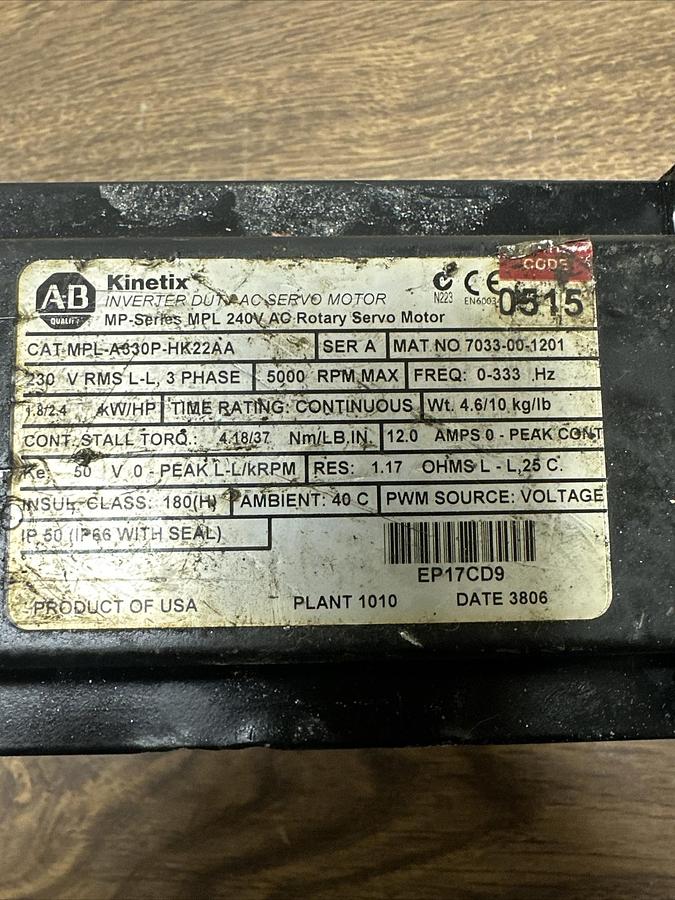 CODE
0515
AB
QUALITY
Kinetix
INVERTER DUTY AC SERVO MOTOR
MP-Series MPL 240V AC Rotary Servo Motor
N223
CE
EN6003
CAT MPL-A330P-HK22AA
SER A
MAT NO 7033-00-1201
230 V RMS L-L, 3 PHASE
5000 RPM MAX
FREQ: 0-333 Hz
1.8/2.4 kW/HP
TIME RATING: CONTINUOUS
Wt. 4.6/10 kg/lb
CONT. STALL TORQ.: 4.18/37 Nm/LB.IN.
12.0 AMPS 0 - PEAK CONT
Ke, 50 V 0 - PEAK L-L/kRPM
RES: 1.17 OHMS L - L,25 C.
INSUL CLASS: 180(H)
AMBIENT: 40 C
PWM SOURCE: VOLTAGE
IP 50 (IP66 WITH SEAL)
EP17CD9
PRODUCT OF USA
PLANT 1010
DATE 3806